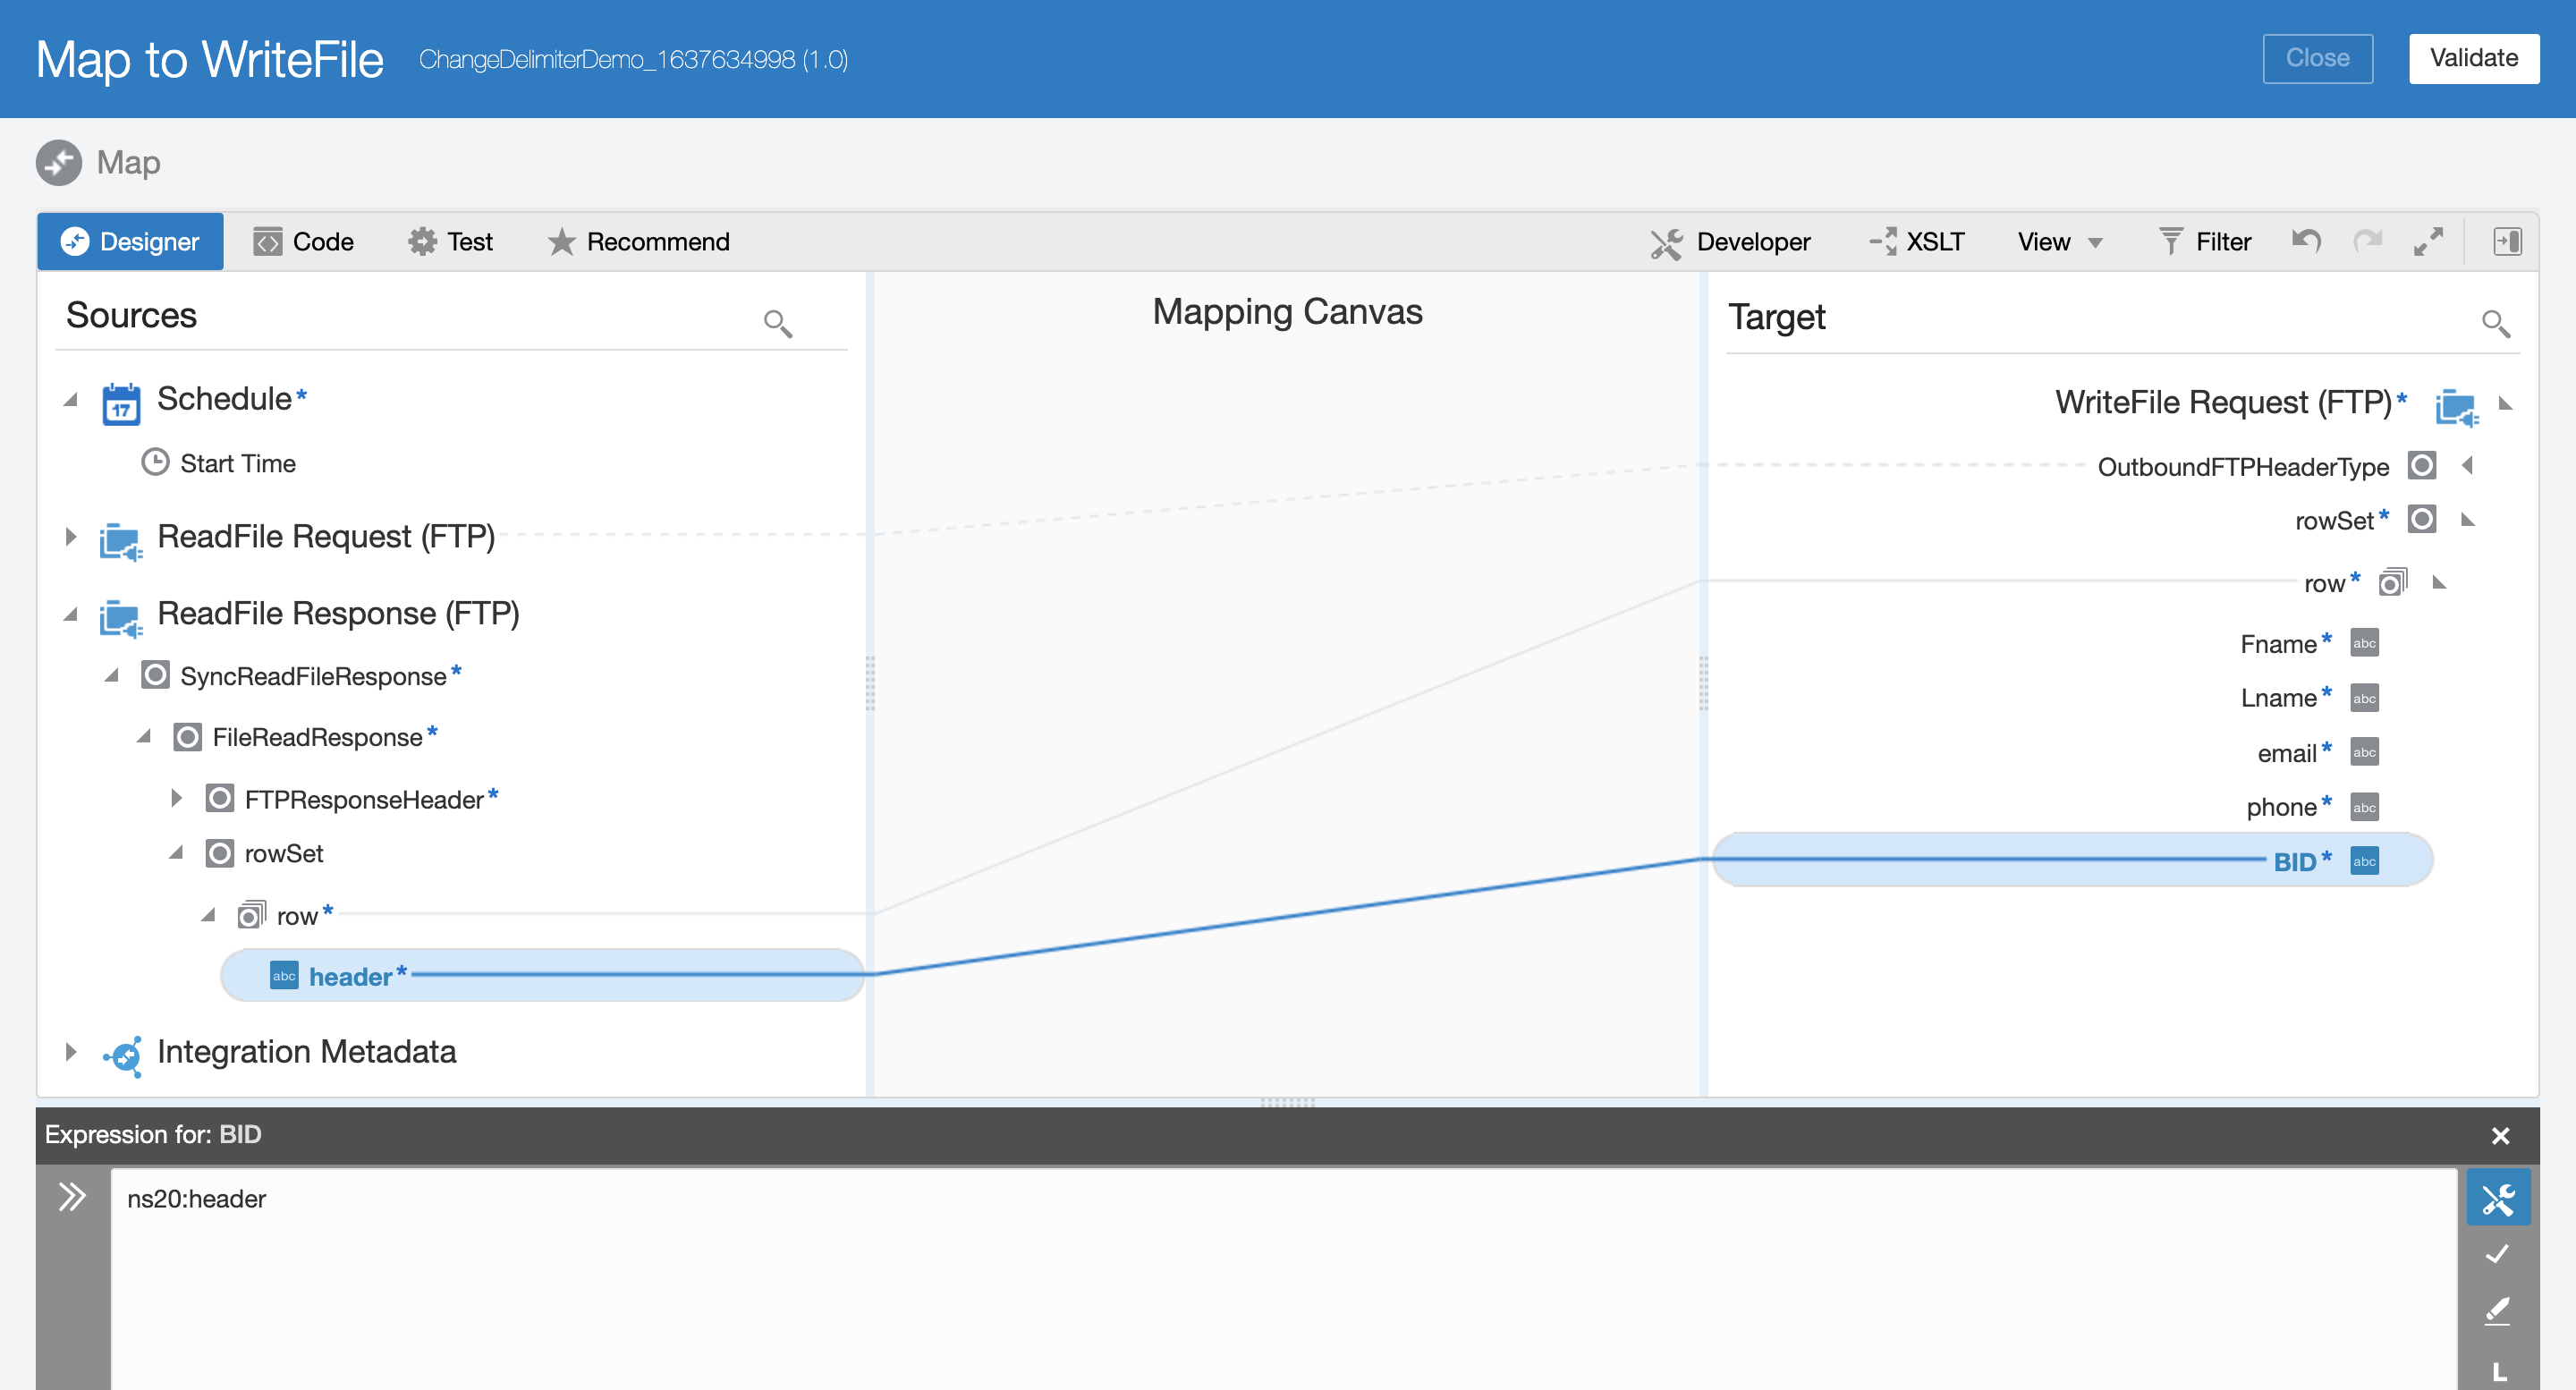 Map to WriteFile ChangeDelimiterDemo_1637634998 (1.0) Close Validate
Map
Designer Code Test Recommend Developer XSLT View Filter
Sources
Mapping Canvas
Target
17 Schedule*
Start Time
ReadFile Request (FTP)
ReadFile Response (FTP)
SyncReadFileResponse*
FileReadResponse*
FTPResponseHeader*
rowSet
row*
abc header*
Integration Metadata
WriteFile Request (FTP)*
OutboundFTPHeaderType
rowSet*
row*
Fname* abc
Lname* abc
email* abc
phone* abc
BID* abc
Expression for: BID
ns20:header
L